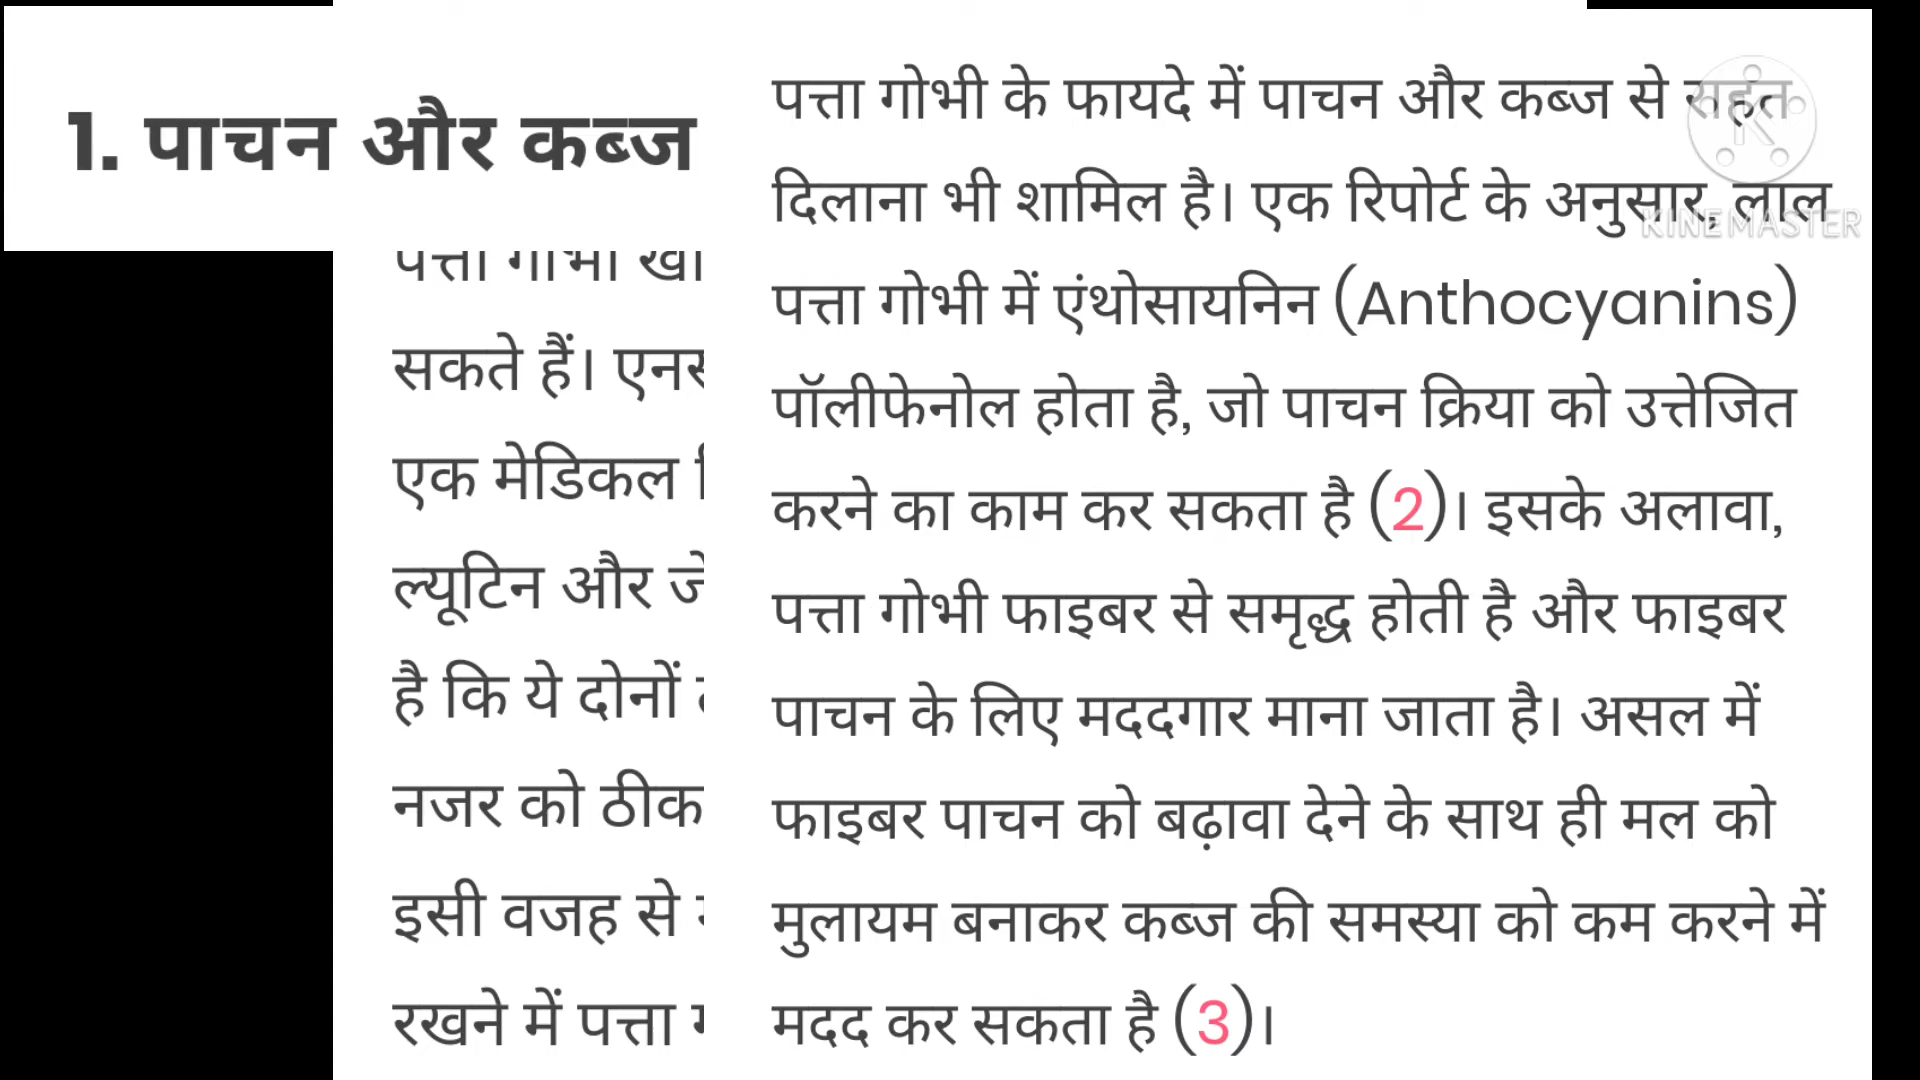 1. पाचन और कब्ज
सकते हैं। एनस
एक मेडिकल
ल्यूटिन और जे
है कि ये दोनों
नजर को ठीक
इसी वजह से
रखने में पत्ता
पत्ता गोभी के फायदे में पाचन और कब्ज से राहत
दिलाना भी शामिल है। एक रिपोर्ट के अनुसार, लाल
पत्ता गोभी में एंथोसायनिन (Anthocyanins)
पॉलीफेनोल होता है, जो पाचन क्रिया को उत्तेजित
करने का काम कर सकता है (2)। इसके अलावा,
पत्ता गोभी फाइबर से समृद्ध होती है और फाइबर
पाचन के लिए मददगार माना जाता है। असल में
फाइबर पाचन को बढ़ावा देने के साथ ही मल को
मुलायम बनाकर कब्ज की समस्या को कम करने में
मदद कर सकता है (3)।
KINEMASTER